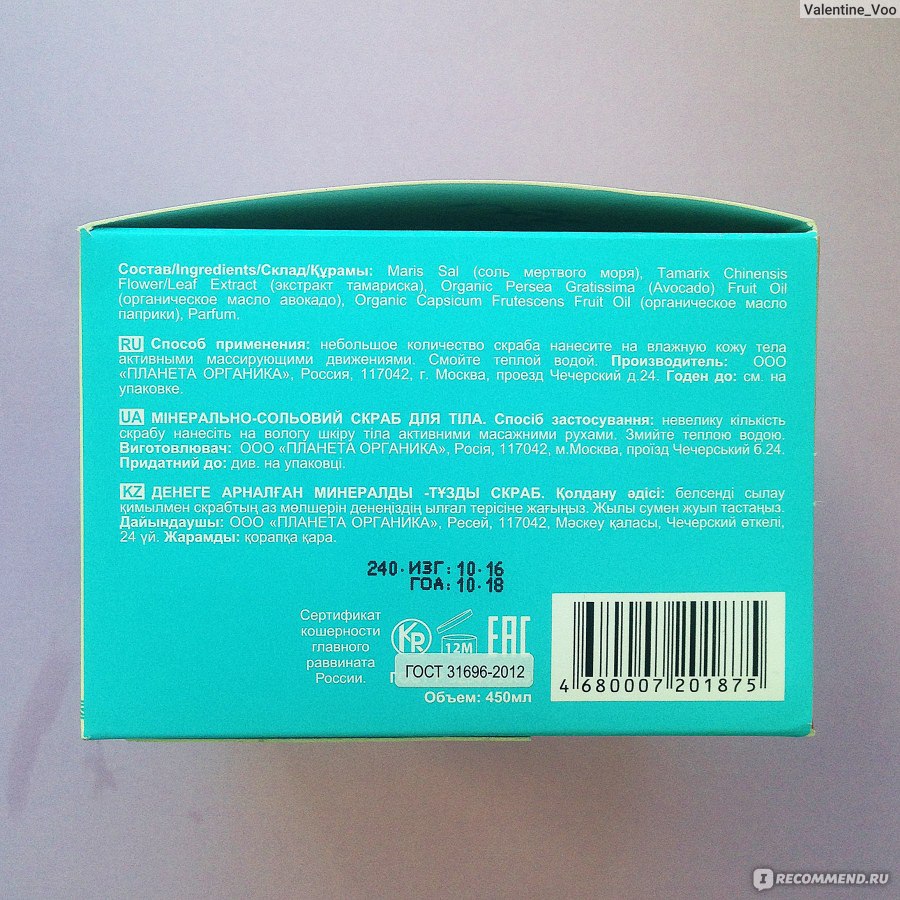 Valentine_Voo
Состав/Ingredients/Склад/Құрамы: Maris Sal (соль мертвого моря), Tamarix Chinensis
Flower/Leaf Extract (экстракт тамариска), Organic Persea Gratissima (Avocado) Fruit Oil
(органическое масло авокадо), Organic Capsicum Frutescens Fruit Oil (органическое масло
паприки), Parfum.
RU Способ применения: небольшое количество скраба нанесите на влажную кожу тела
активными массирующими движениями. Смойте теплой водой. Производитель: ООО
«ПЛАНЕТА ОРГАНИКА», Россия, 117042, г. Москва, проезд Чечерский д 24. Годен до: см. на
упаковке.
UA МІНЕРАЛЬНО-СОЛЬОВИЙ СКРАБ ДЛЯ ТІЛА. Спосіб застосування: невелику кількість
скрабу нанесіть на вологу шкіру тіла активними масажними рухами. Змийте теплою водою.
Виготовлювач: ООО «ПЛАНЕТА ОРГАНИКА», Росія, 117042, м.Москва, проїзд Чечерський б 24.
Придатний до: див. на упаковці.
KZ ДЕНЕГЕ АРНАЛҒАН МИНЕРАЛДЫ -ТҰЗДЫ СКРАБ. Қолдану әдісі: белсенді сылау
қимылмен скрабтың аз мөлшерін дененіздің ылғал терісіне жағыңыз. Жылы сумен жуып тастаңыз.
Дайындаушы: ООО «ПЛАНЕТА ОРГАНИКА», Ресей, 117042, Мәскеу қаласы, Чечерский өткелі,
24 үй. Жарамды: қорапқа қара.
240·ИЗГ: 10·16
ГОД: 10·18
Сертификат
кошерности
главного
раввината
России.
KR
12M
EAC
ГОСТ 31696-2012
Объем: 450мл
4 680007 201875
IRECOMMEND.RU